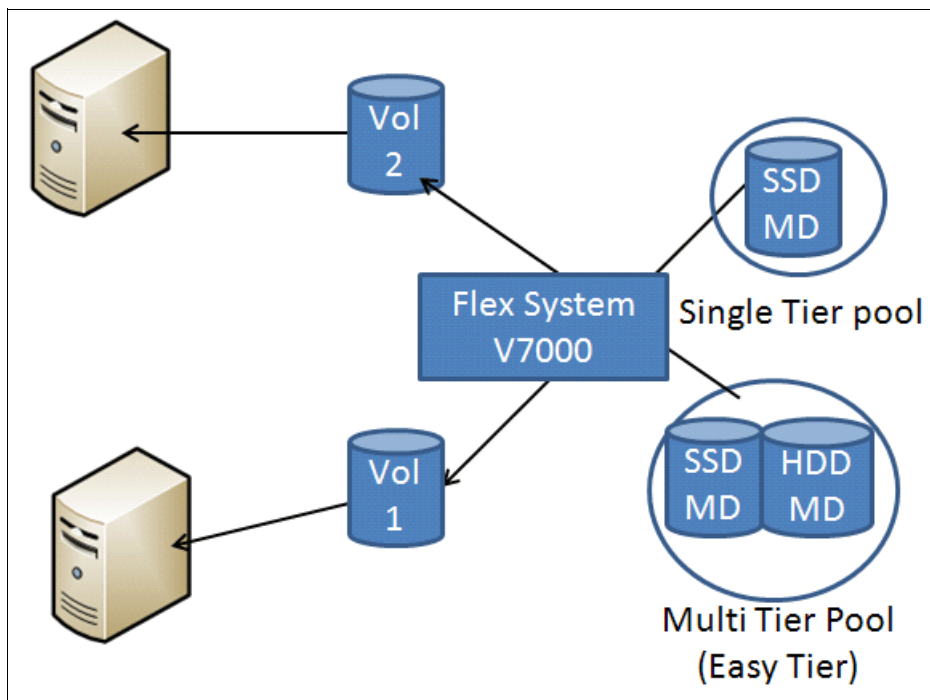 Vol
2
SSD
MD
Flex System
V7000
Single Tier pool
Vol
1
SSD
MD
HDD
MD
Multi Tier Pool
(Easy Tier)